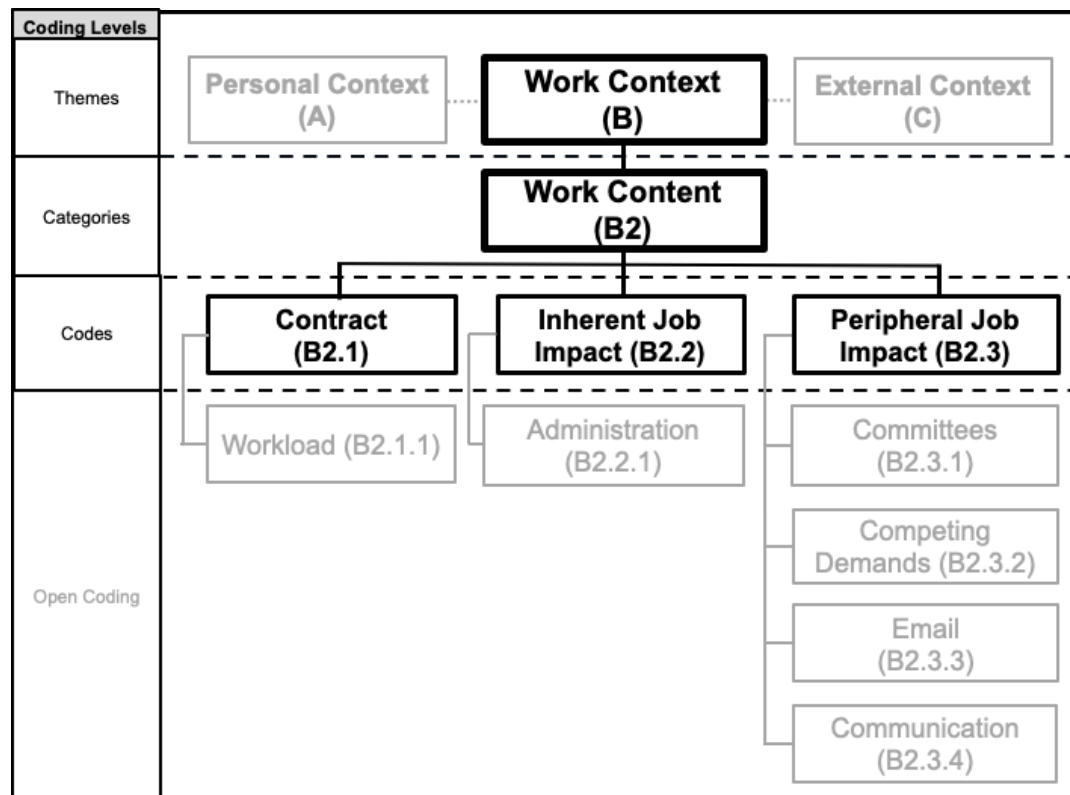 Coding Levels
Themes
Personal Context
(A)
Work Context
(B)
External Context
(C)
Categories
Work Content
(B2)
Codes
Contract
(B2.1)
Inherent Job
Impact (B2.2)
Peripheral Job
Impact (B2.3)
Open Coding
Workload (B2.1.1)
Administration
(B2.2.1)
Committees
(B2.3.1)
Competing
Demands (B2.3.2)
Email
(B2.3.3)
Communication
(B2.3.4)